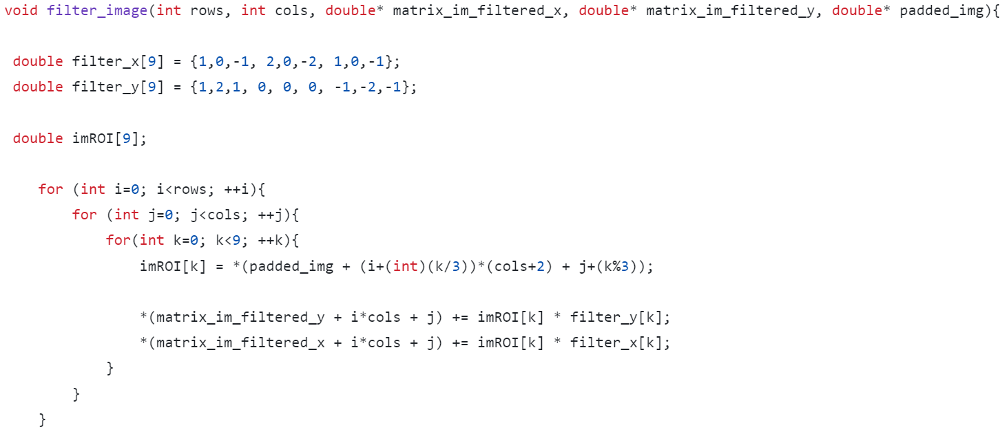 void filter_image(int rows, int cols, double* matrix_im_filtered_x, double* matrix_im_filtered_y, double* padded_img){
double filter_x[9] = {1,0,-1, 2,0,-2, 1,0,-1};
double filter_y[9] = {1,2,1, 0, 0, 0, -1,-2,-1};
double imROI[9];
for (int i=0; i<rows; ++i){
for (int j=0; j<cols; ++j){
for(int k=0; k<9; ++k){
imROI[k] = *(padded_img + (i+(int)(k/3))*(cols+2) + j+(k%3));
*(matrix_im_filtered_y + i*cols + j) += imROI[k] * filter_y[k];
*(matrix_im_filtered_x + i*cols + j) += imROI[k] * filter_x[k];
}
}
}